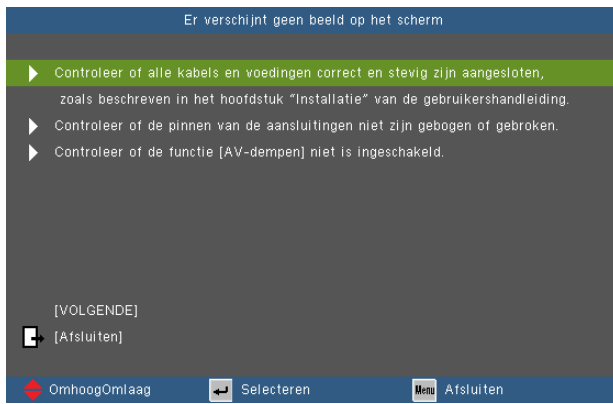 Er verschijnt geen beeld op het scherm
Controleer of alle kabels en voedingen correct en stevig zijn aangesloten,
zoals beschreven in het hoofdstuk "Installatie" van de gebruikershandleiding.
Controleer of de pinnen van de aansluitingen niet zijn gebogen of gebroken.
Controleer of de functie [AV-dempen] niet is ingeschakeld.
[VOLGENDE]
[Afsluiten]
OmhoogOmlaag Selecteren Menu Afsluiten